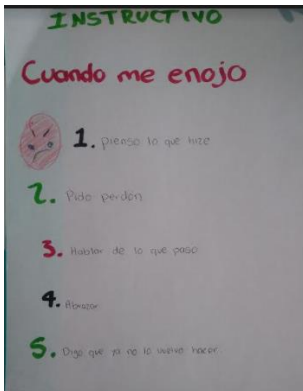 INSTRUCTIVO
Cuando me enojo
1. pienso lo que hize
2. Pido perdón
3. Hablar de lo que paso
4. Abrazar
5. Digo que ya no lo vuelvo hacer